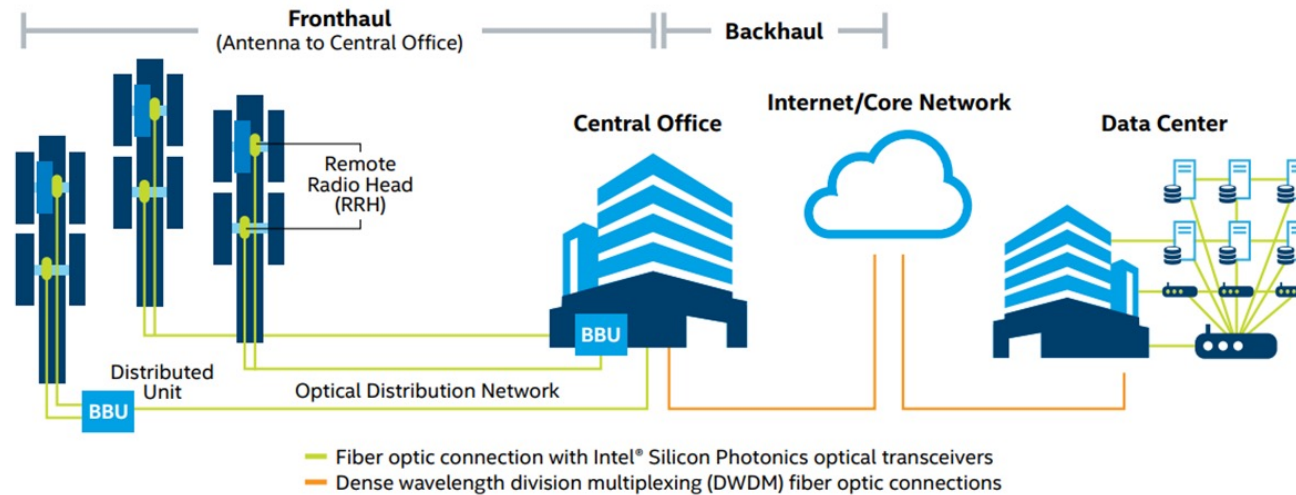 Fronthaul
(Antenna to Central Office)
Backhaul
Internet/Core Network
Central Office
Data Center
Remote
Radio Head
(RRH)
BBU
Distributed
Unit
Optical Distribution Network
BBU
Fiber optic connection with Intel® Silicon Photonics optical transceivers
Dense wavelength division multiplexing (DWDM) fiber optic connections